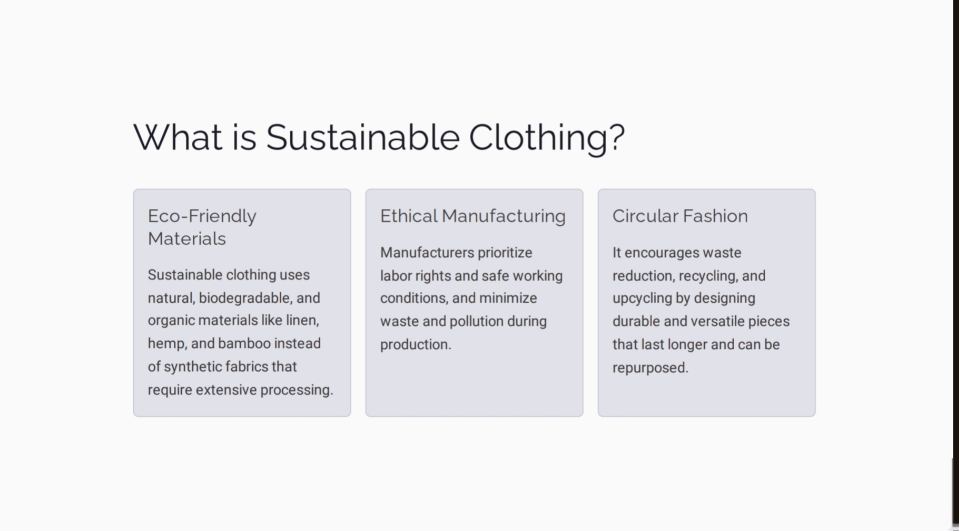 What is Sustainable Clothing?
Eco-Friendly
Materials
Sustainable clothing uses
natural, biodegradable, and
organic materials like linen,
hemp, and bamboo instead
of synthetic fabrics that
require extensive processing.
Ethical Manufacturing
Manufacturers prioritize
labor rights and safe working
conditions, and minimize
waste and pollution during
production.
Circular Fashion
It encourages waste
reduction, recycling, and
upcycling by designing
durable and versatile pieces
that last longer and can be
repurposed.